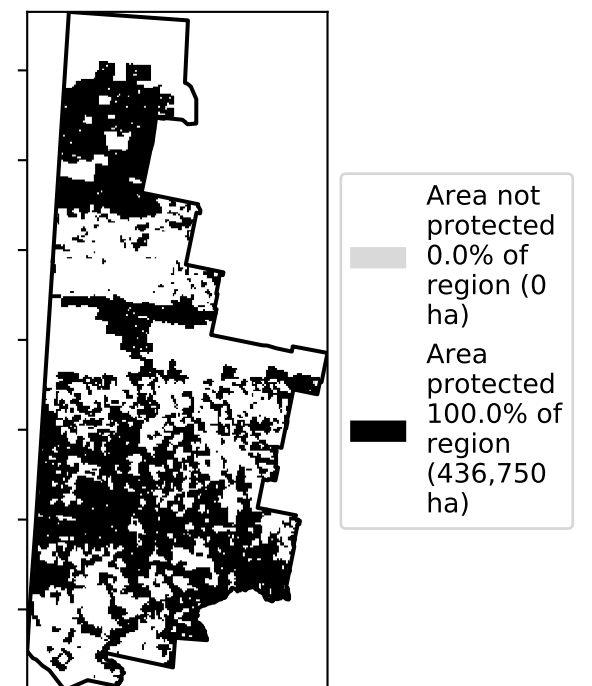 Area not
protected
0.0% of
region (0
ha)
Area
protected
100.0% of
region
(436,750
ha)